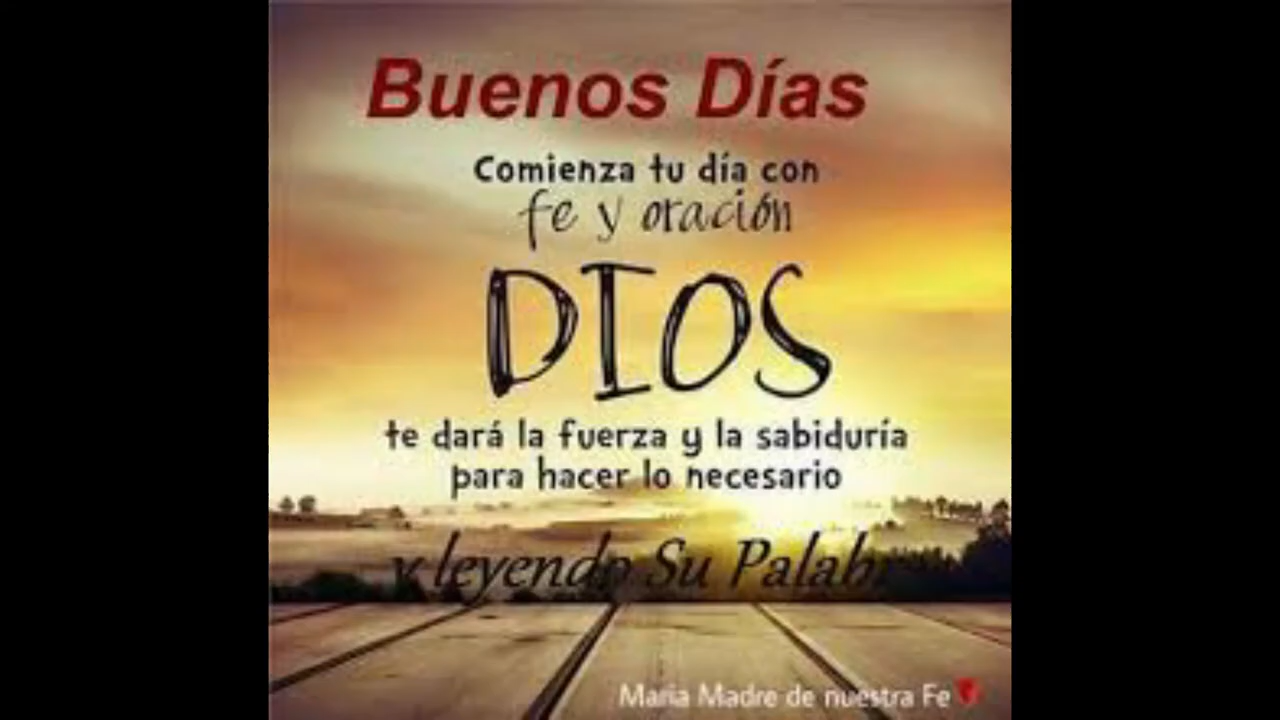 Buenos Días
Comienza tu día con
fe y oración
DIOS
te dará la fuerza y la sabiduría
para hacer lo necesario
y leyendo Su Palabra
Maria Madre de nuestra Fe